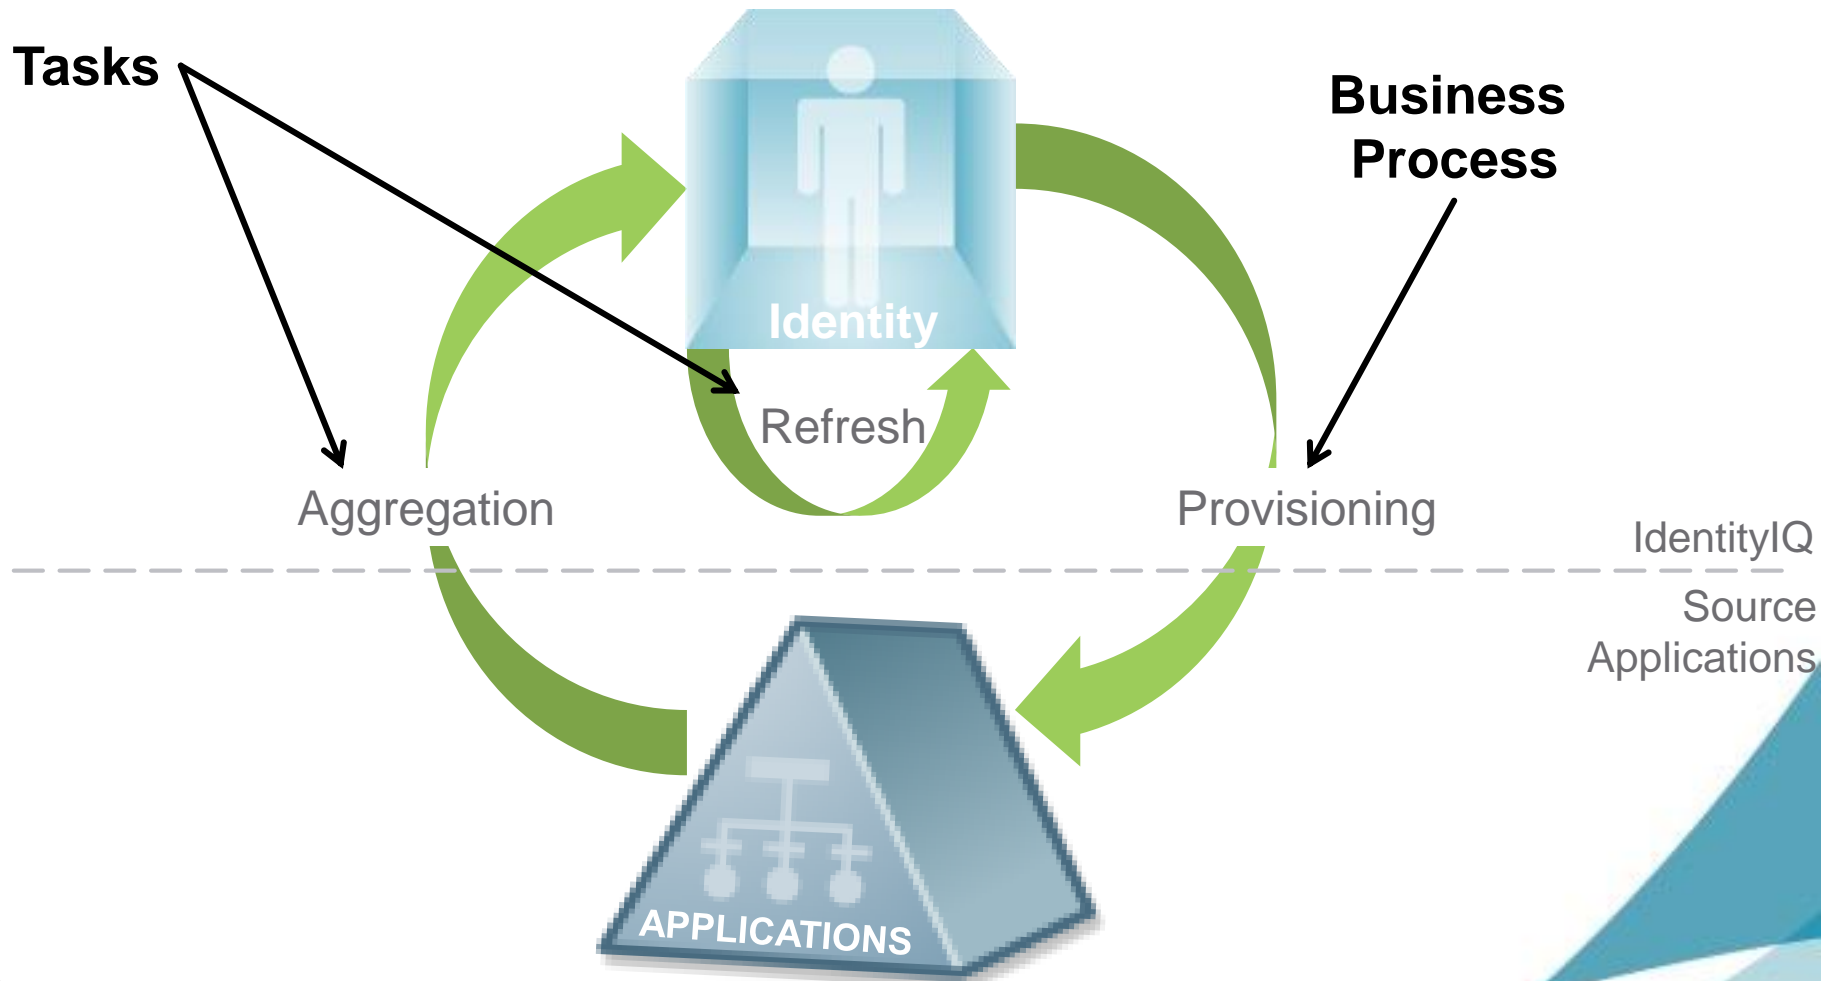 Tasks
Business
Process
Identity
Refresh
Aggregation
Provisioning
IdentityIQ
Source
Applications
APPLICATIONS